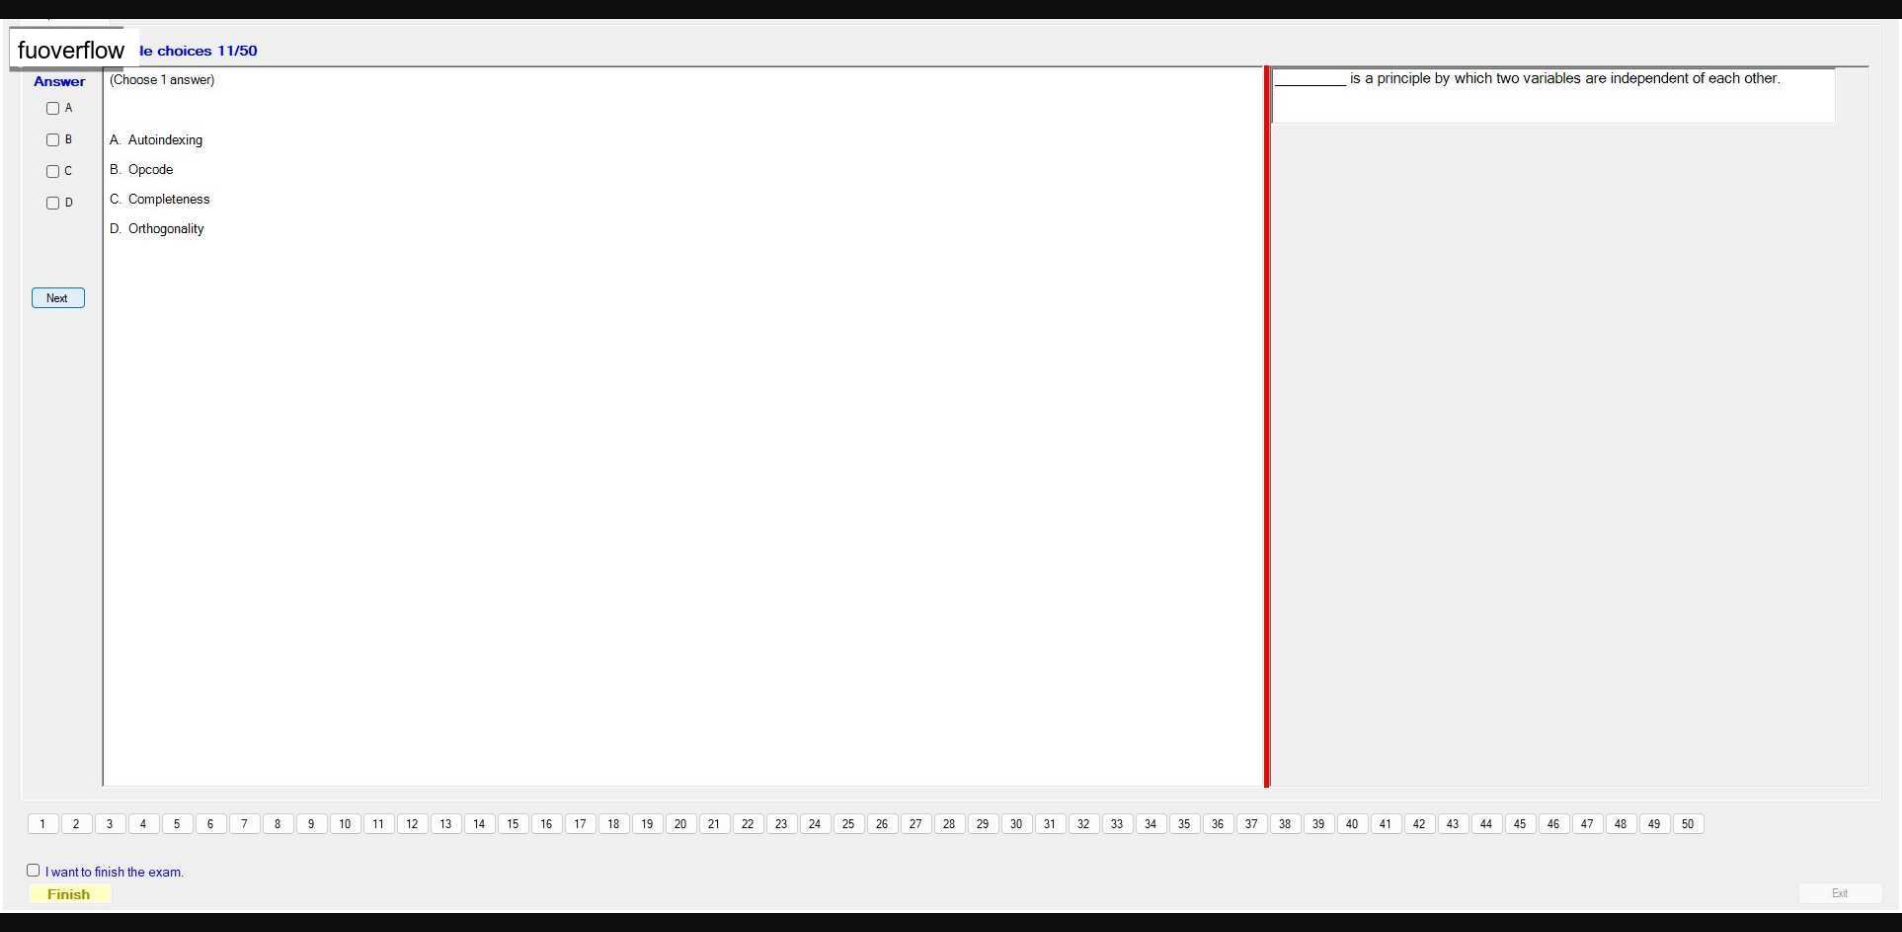 fuoverflow le choices 11/50
Answer
(Choose 1 answer)
_________ is a principle by which two variables are independent of each other.
A
B
C
D
A. Autoindexing
B. Opcode
C. Completeness
D. Orthogonality
Next
1 2 3 4 5 6 7 8 9 10 11 12 13 14 15 16 17 18 19 20 21 22 23 24 25 26 27 28 29 30 31 32 33 34 35 36 37 38 39 40 41 42 43 44 45 46 47 48 49 50
I want to finish the exam.
Finish
Exit